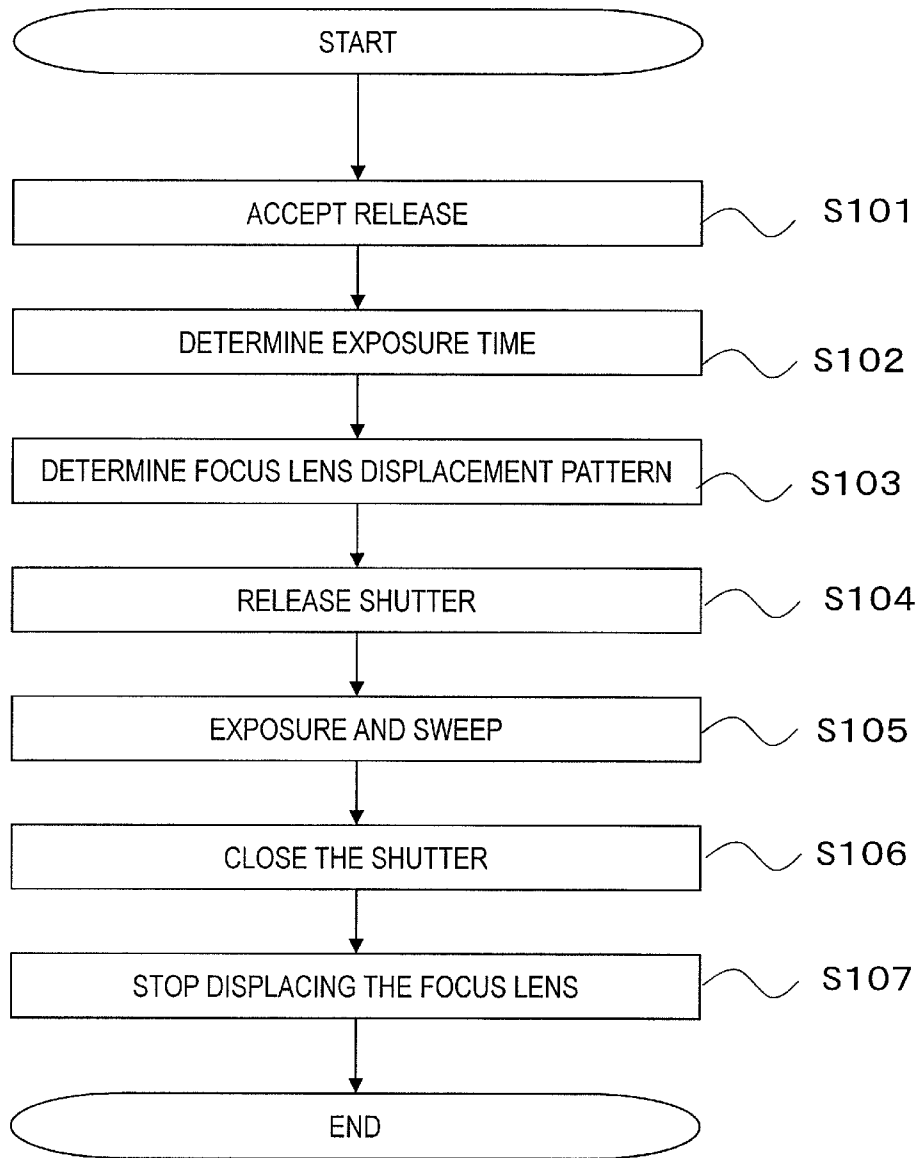 START
ACCEPT RELEASE
S101
DETERMINE EXPOSURE TIME
S102
DETERMINE FOCUS LENS DISPLACEMENT PATTERN
S103
RELEASE SHUTTER
S104
EXPOSURE AND SWEEP
S105
CLOSE THE SHUTTER
S106
STOP DISPLACING THE FOCUS LENS
S107
END